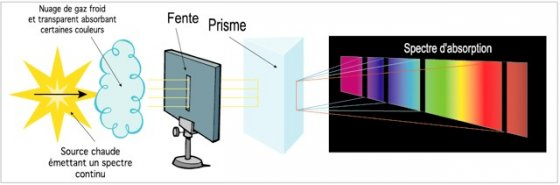 Nuage de gaz froid
et transparent absorbant
certaines couleurs
Fente
Prisme
Spectre d'absorption
Source chaude
émettant un spectre
continu